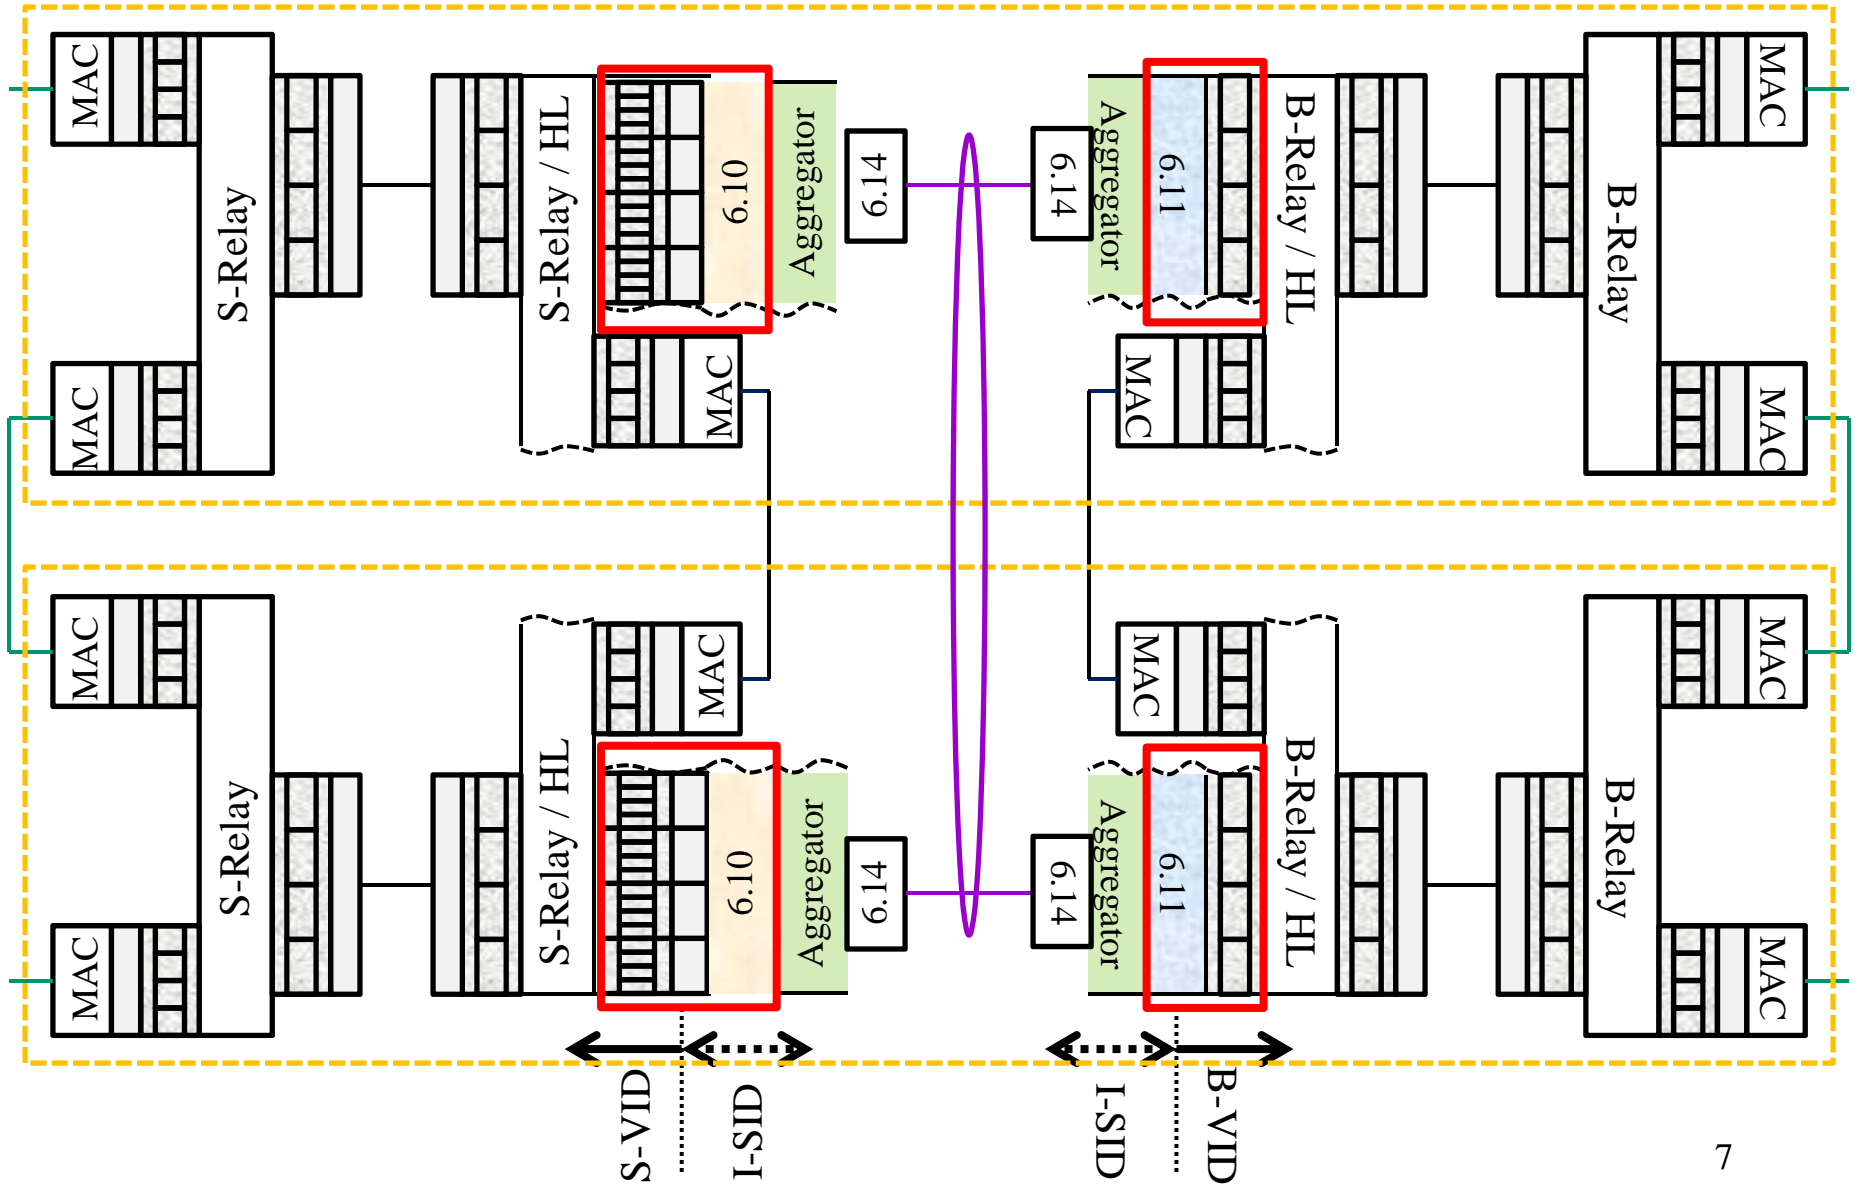 MAC
MAC
S-Relay
S-Relay / HL
6.10
Aggregator
6.14
MAC
6.14
Aggregator
6.11
B-Relay / HL
MAC
B-Relay
MAC
MAC
MAC
MAC
S-Relay
S-Relay / HL
MAC
6.10
Aggregator
6.14
MAC
6.14
Aggregator
6.11
B-Relay / HL
B-Relay
MAC
MAC
S-VID
I-SID
I-SID
B-VID
7